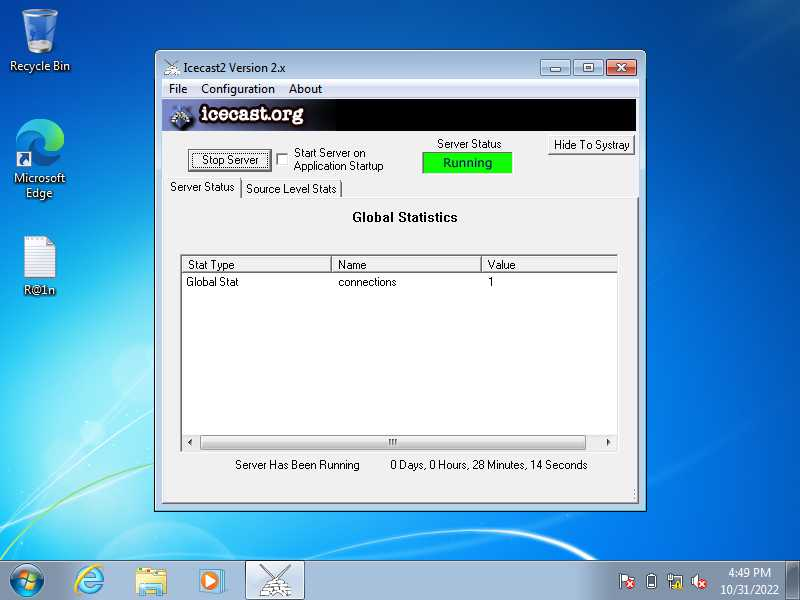 Recycle Bin
Microsoft
Edge
R@1n
Icecast2 Version 2.x
File Configuration About
icecast.org
Stop Server
Start Server on
Application Startup
Server Status
Running
Hide To Systray
Server Status Source Level Stats
Global Statistics
Stat Type Name Value
Global Stat connections 1
Server Has Been Running 0 Days, 0 Hours, 28 Minutes, 14 Seconds
4:49 PM
10/31/2022